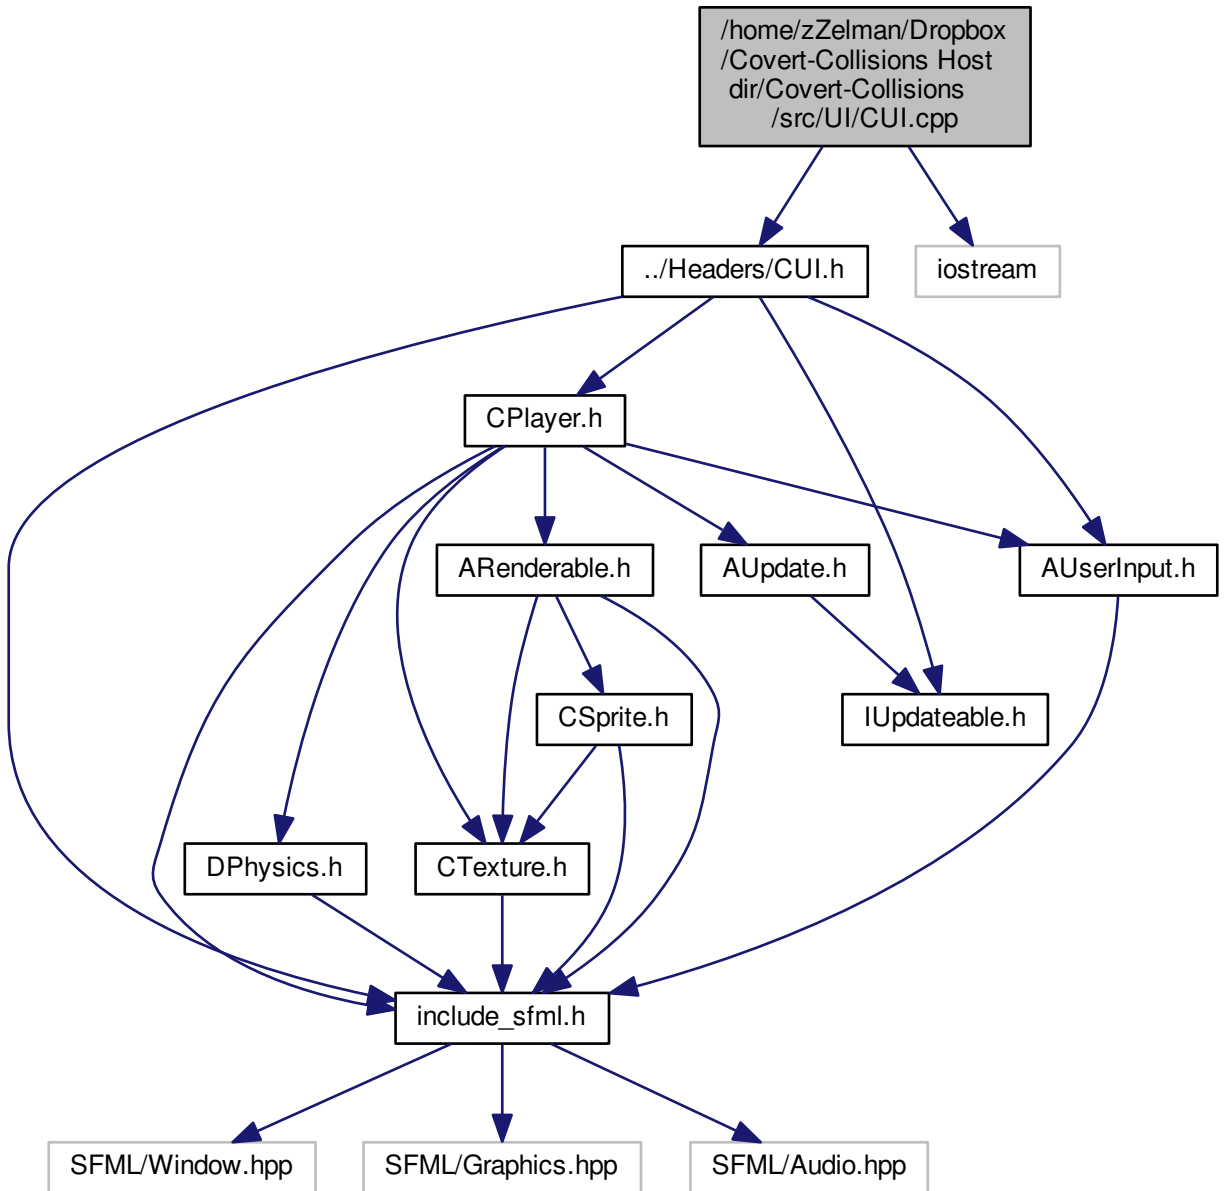 /home/zZelman/Dropbox
/Covert-Collisions Host
dir/Covert-Collisions
/src/UI/CUI.cpp
../Headers/CUI.h
iostream
CPlayer.h
ARenderable.h
AUpdate.h
AUserInput.h
CSprite.h
IUpdateable.h
DPhysics.h
CTexture.h
include_sfml.h
SFML/Window.hpp
SFML/Graphics.hpp
SFML/Audio.hpp